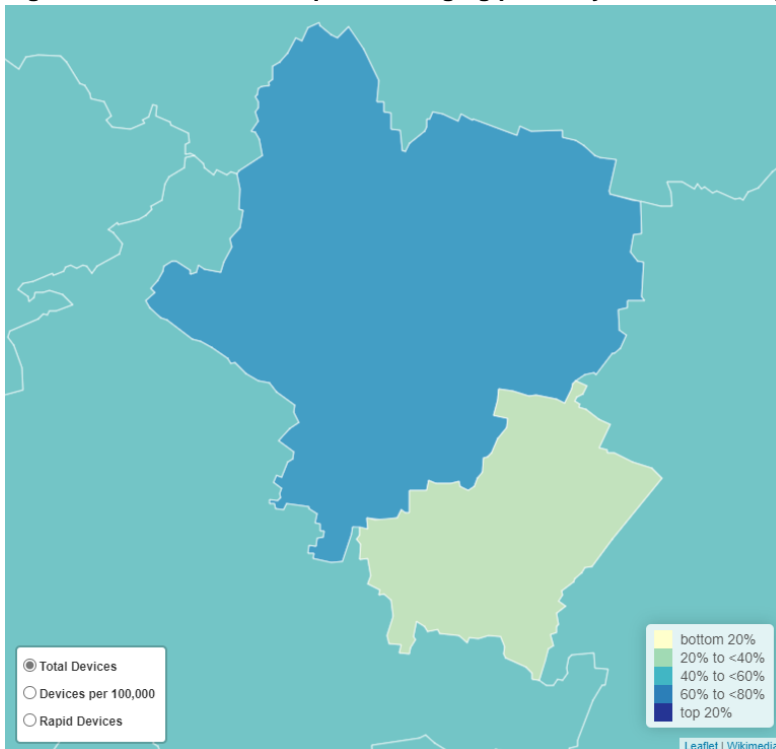 Total Devices
Devices per 100,000
Rapid Devices
bottom 20%
20% to <40%
40% to <60%
60% to <80%
top 20%
Leaflet | Wikimedia